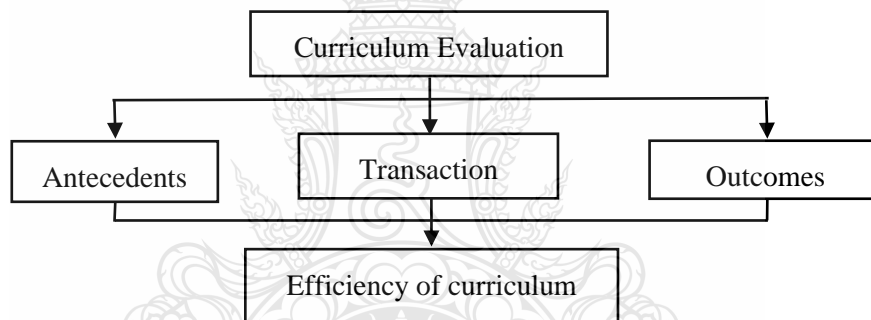 Curriculum Evaluation
Antecedents
Transaction
Outcomes
Efficiency of curriculum